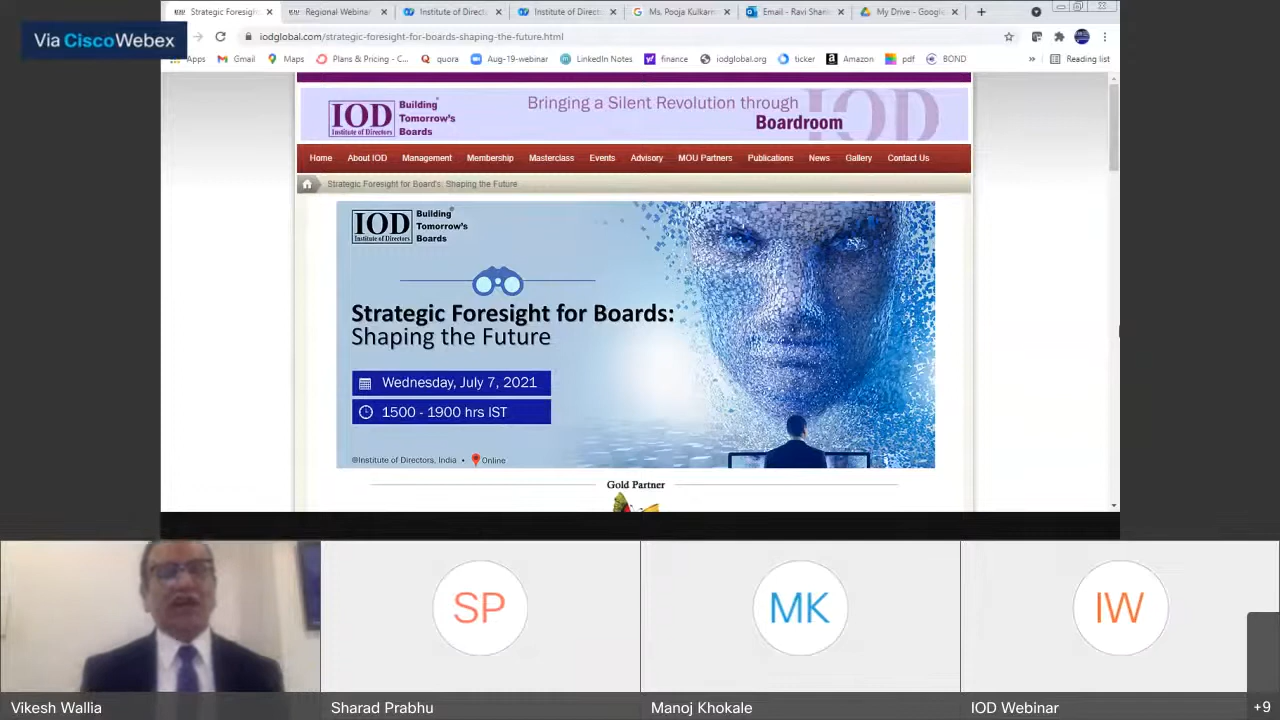 Via CiscoWebex
Strategic Foresigh
Regional Webinar
Institute of Direct
Institute of Direct
Ms. Pooja Kulkarn
Email - Ravi Shan
My Drive - Google
iodglobal.com/strategic-foresight-for-boards-shaping-the-future.html
Apps
Gmail
Maps
Plans & Pricing - C...
quora
Aug-19-webinar
LinkedIn Notes
finance
iodglobal.org
ticker
Amazon
pdf
BOND
»
Reading list
IOD
Institute of Directors
Building
Tomorrow's
Boards
Bringing a Silent Revolution through
Boardroom
IOD
Home About IOD Management Membership Masterclass Events Advisory MOU Partners Publications News Gallery Contact Us
Strategic Foresight for Board's: Shaping the Future
IOD
Institute of Directors
Building
Tomorrow's
Boards
Strategic Foresight for Boards:
Shaping the Future
Wednesday, July 7, 2021
1500 - 1900 hrs IST
@Institute of Directors, India • Online
Gold Partner
SP
MK
IW
Vikesh Wallia
Sharad Prabhu
Manoj Khokale
IOD Webinar
+9